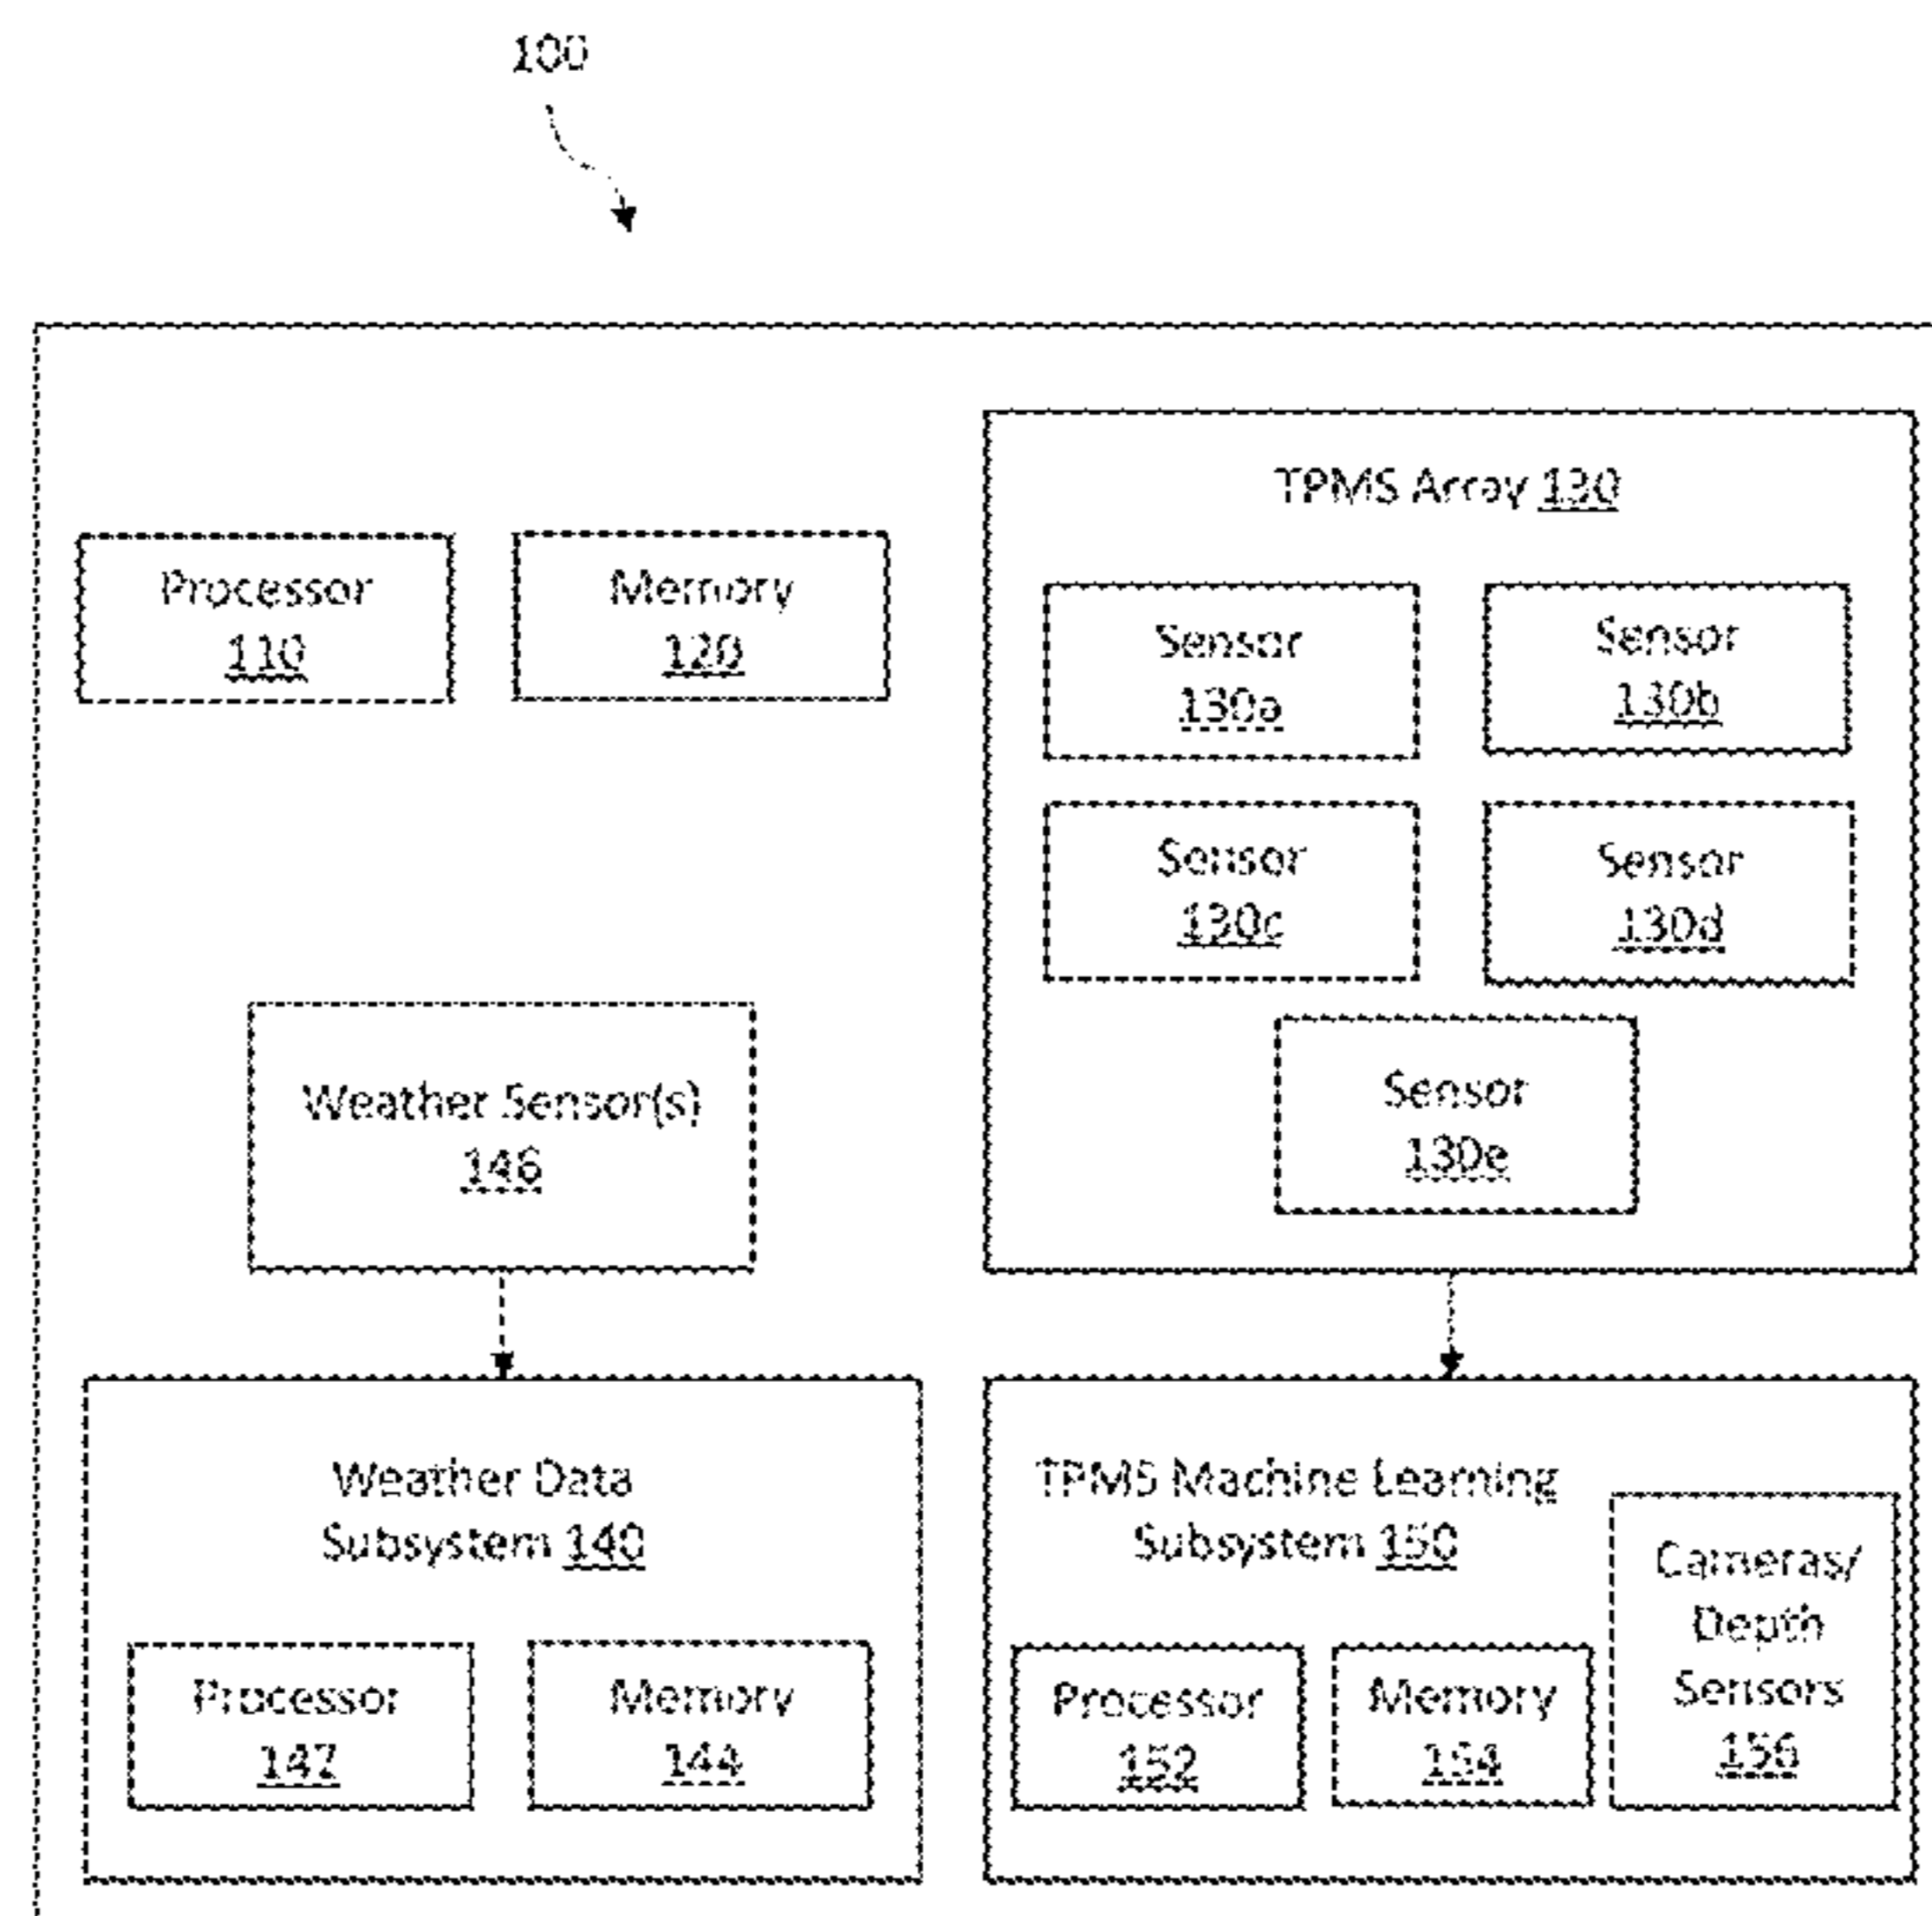 100
TPMS Array 130
Processor
110
Memory
120
Sensor
130a
Sensor
130b
Sensor
130c
Sensor
130d
Sensor
130e
Weather Sensor(s)
146
Weather Data
Subsystem 140
Processor
142
Memory
144
TPMS Machine Learning
Subsystem 150
Processor
152
Memory
154
Cameras/
Depth
Sensors
156